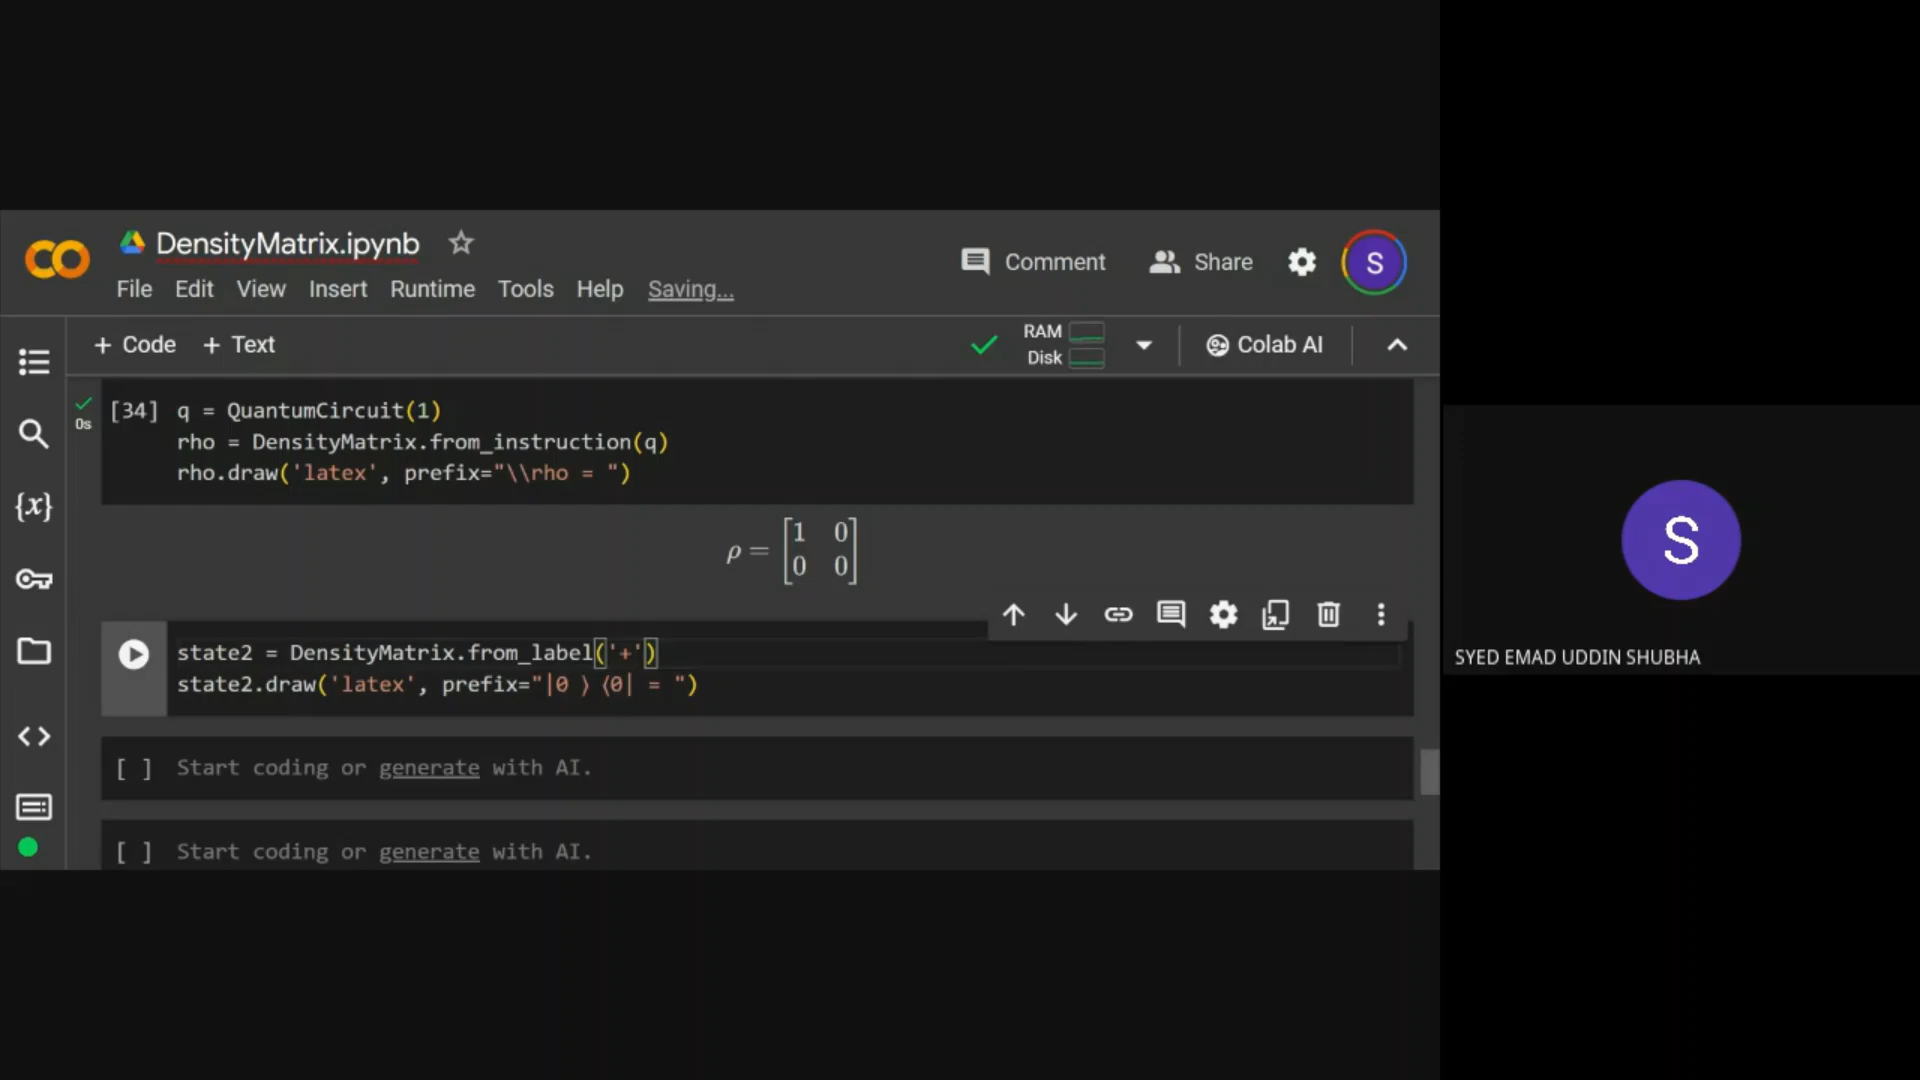 DensityMatrix.ipynb
File Edit View Insert Runtime Tools Help Saving...
Comment Share S
+ Code + Text
RAM
Disk
Colab AI
{x}
0s
[34] q = QuantumCircuit(1)
rho = DensityMatrix.from_instruction(q)
rho.draw('latex', prefix="\\rho = ")
ρ = [1 0
0 0]
state2 = DensityMatrix.from_label('+')
state2.draw('latex', prefix="|0 ⟩ ⟨0| = ")
[ ] Start coding or generate with AI.
[ ] Start coding or generate with AI.
S
SYED EMAD UDDIN SHUBHA